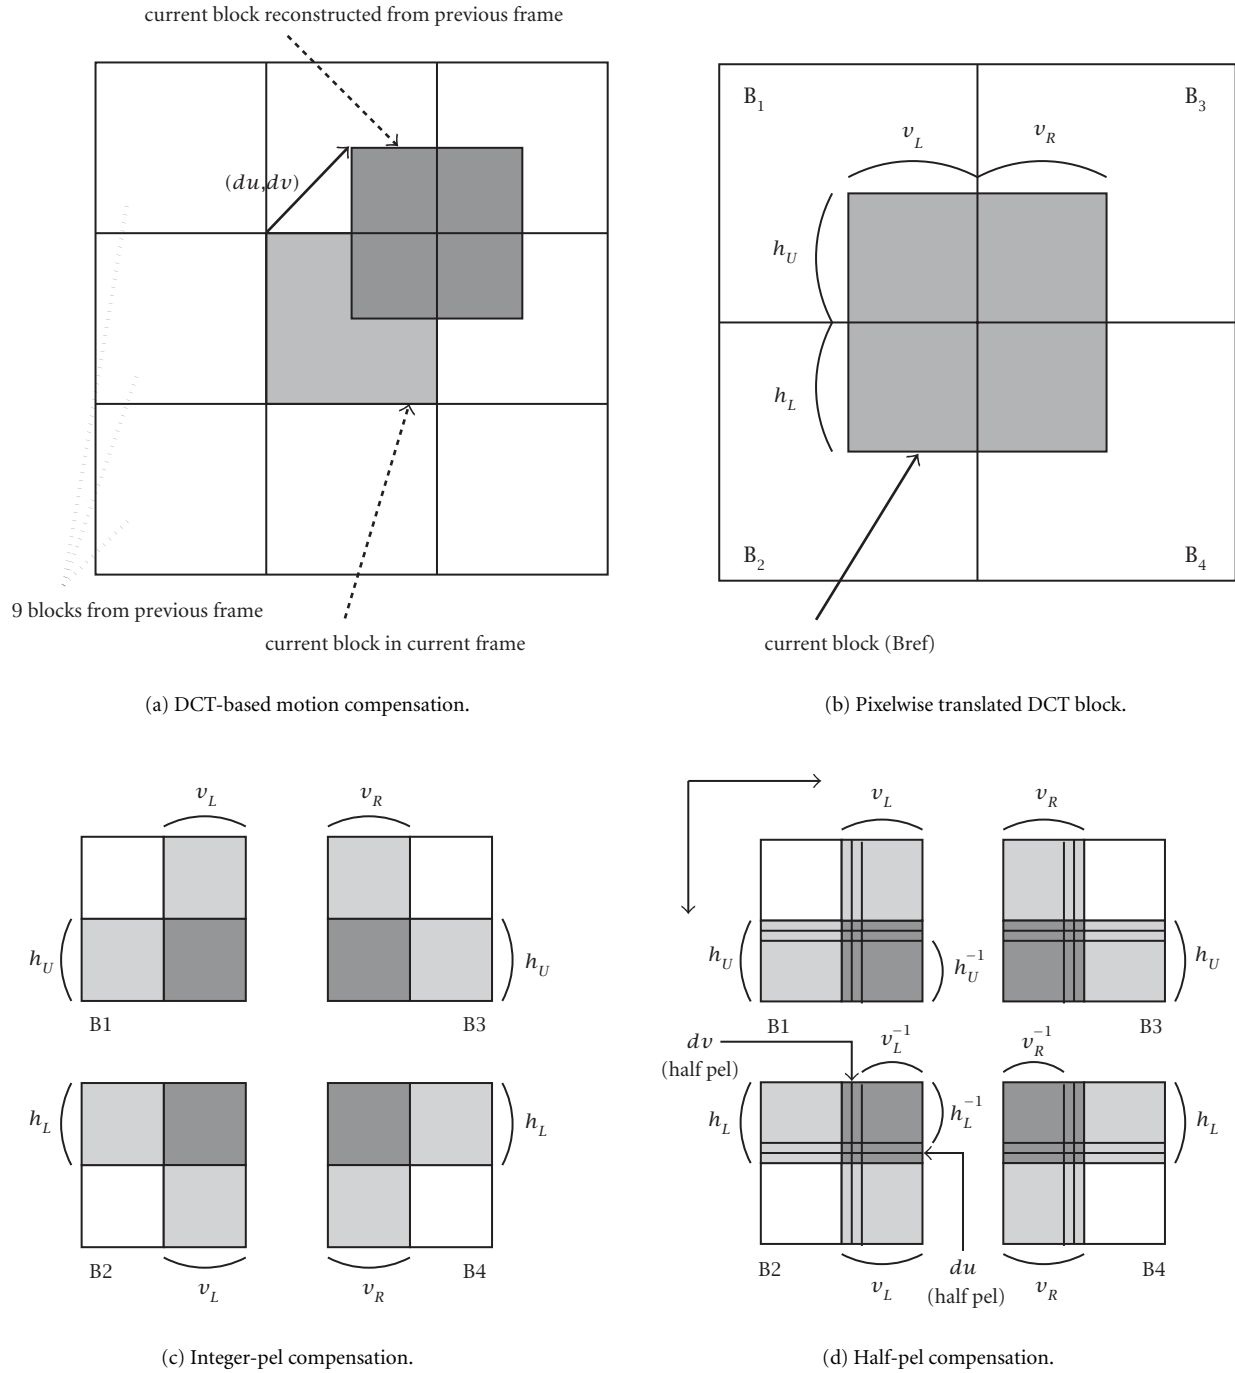 current block reconstructed from previous frame
(du,dv)
9 blocks from previous frame
current block in current frame
(a) DCT-based motion compensation.
B1
B3
vL
vR
hU
hL
B2
B4
current block (Bref)
(b) Pixelwise translated DCT block.
vL
vR
hU
hU
B1
B3
hL
hL
B2
B4
vL
vR
(c) Integer-pel compensation.
vL
vR
hU
hU^-1
hU
B1
B3
dv
(half pel)
vL^-1
vR^-1
hL
hL^-1
hL
B2
B4
vL
du
(half pel)
vR
(d) Half-pel compensation.